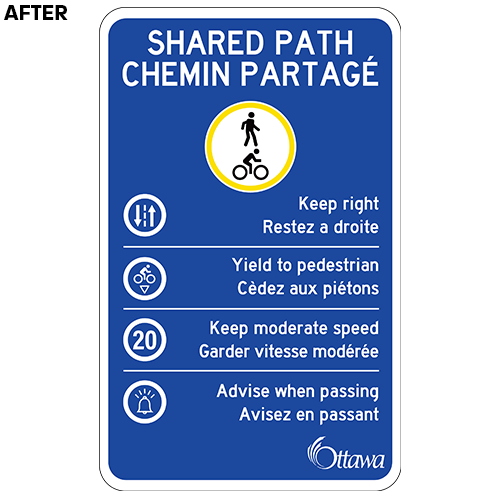 AFTER
SHARED PATH
CHEMIN PARTAGÉ
Keep right
Restez a droite
Yield to pedestrian
Cèdez aux piétons
20
Keep moderate speed
Garder vitesse modérée
Advise when passing
Avisez en passant
Ottawa